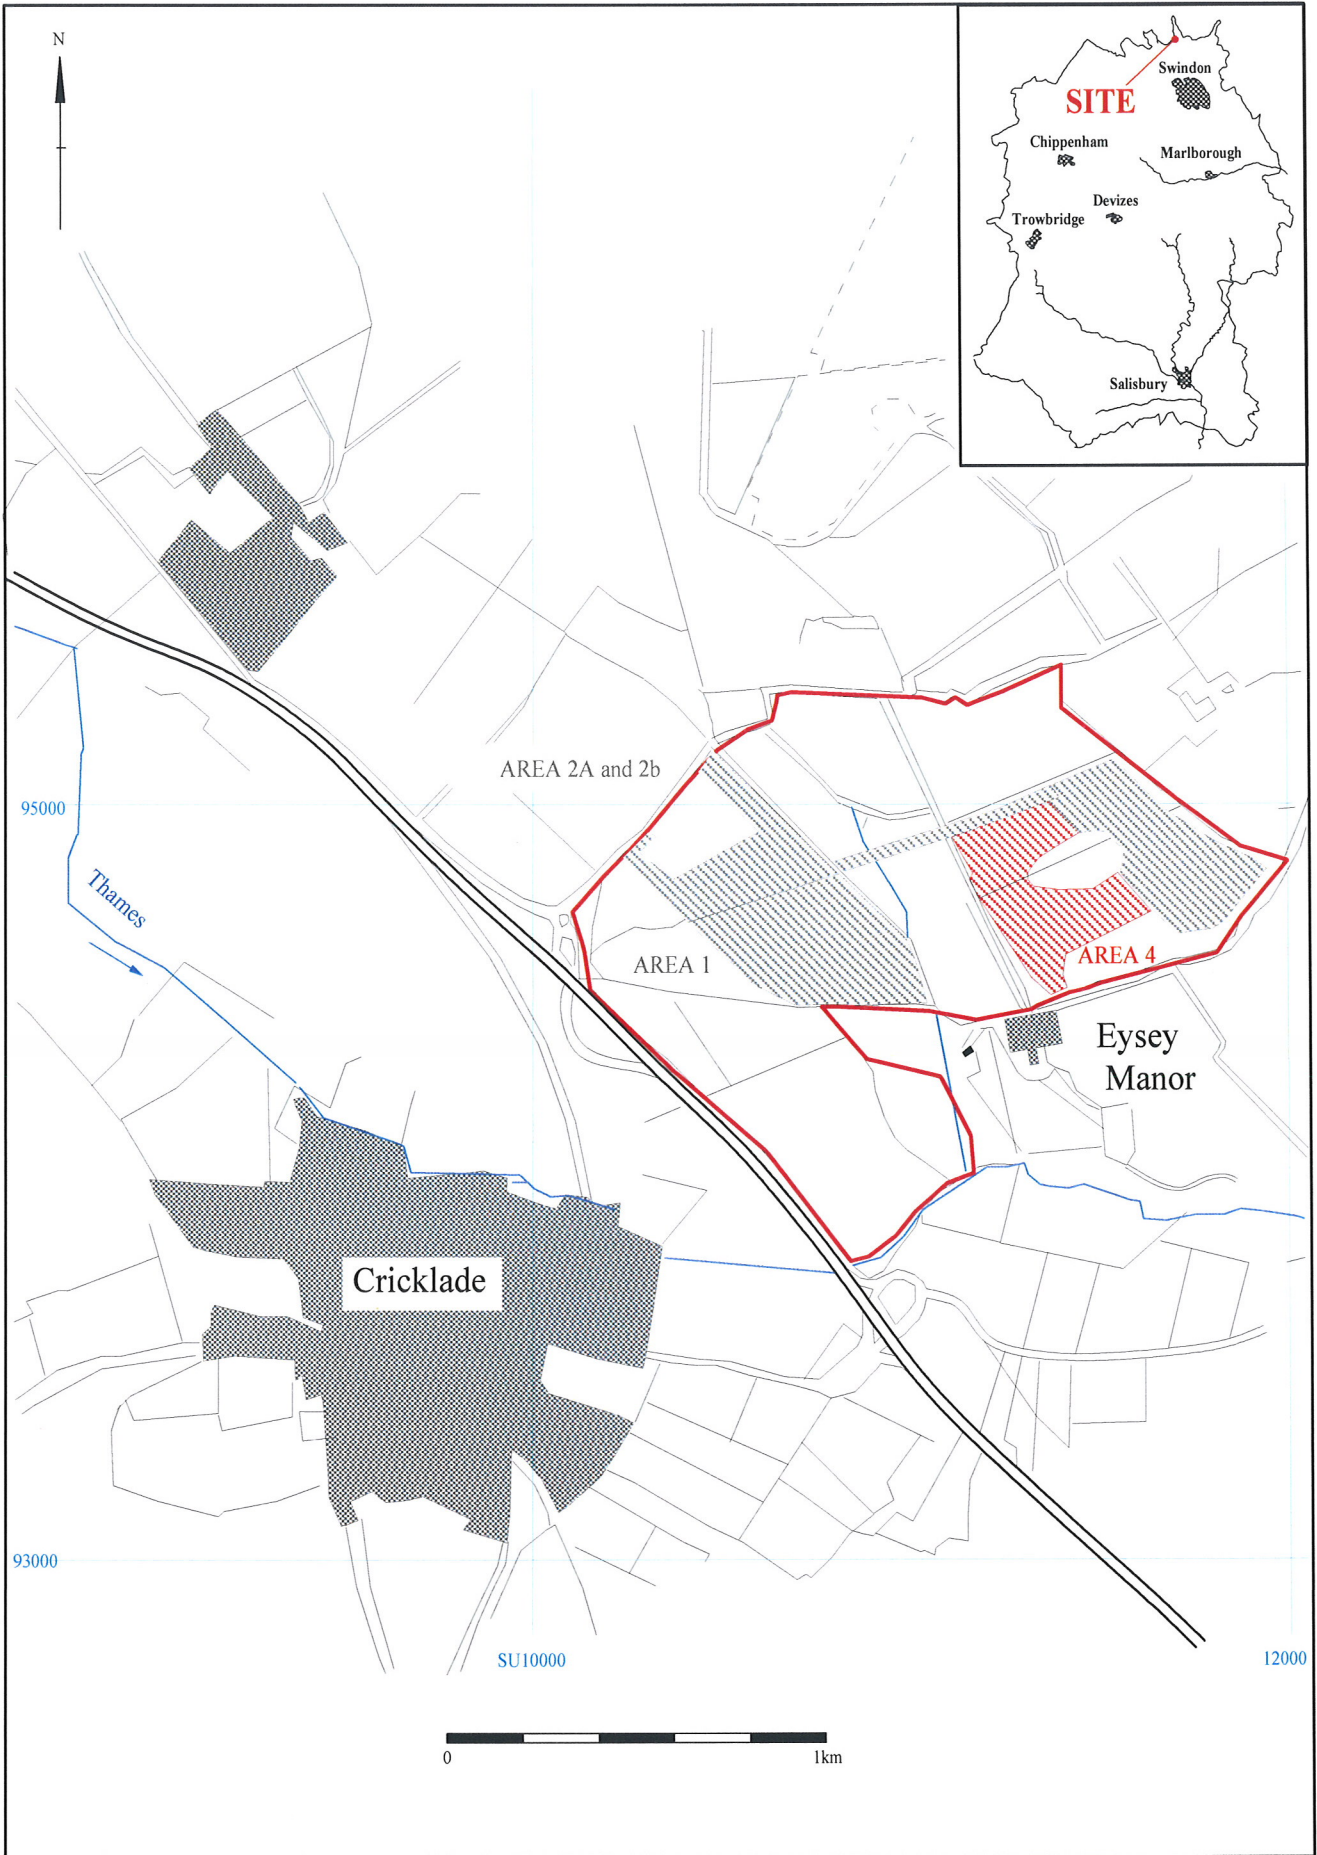 N
Swindon
SITE
Chippenham
Marlborough
Devizes
Trowbridge
Salisbury
AREA 2A and 2b
95000
Thames
AREA 1
AREA 4
Eysey
Manor
Cricklade
93000
SU10000
12000
0
1km